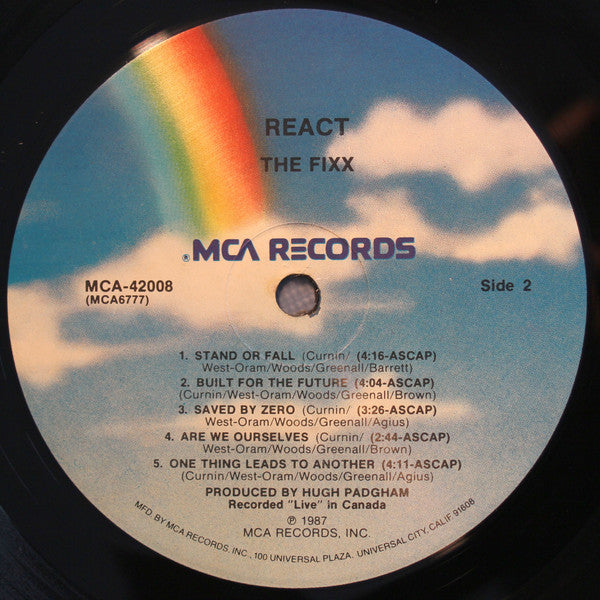 REACT
THE FIXX
®MCA RECORDS
MCA-42008
(MCA6777)
Side 2
1. STAND OR FALL (Curnin/ (4:16-ASCAP)
West-Oram/Woods/Greenall/Barrett)
2. BUILT FOR THE FUTURE (4:04-ASCAP)
(Curnin/West-Oram/Woods/Greenall/Brown)
3. SAVED BY ZERO (Curnin/ (3:26-ASCAP)
West-Oram/Woods/Greenall/Agius)
4. ARE WE OURSELVES (Curnin/ (2:44-ASCAP)
West-Oram/Woods/Greenall/Brown)
5. ONE THING LEADS TO ANOTHER (4:11-ASCAP)
(Curnin/West-Oram/Woods/Greenall/Agius)
PRODUCED BY HUGH PADGHAM
Recorded "Live" in Canada
℗ 1987
MCA RECORDS, INC.
MFD. BY MCA RECORDS, INC., 100 UNIVERSAL PLAZA, UNIVERSAL CITY, CALIF. 91608